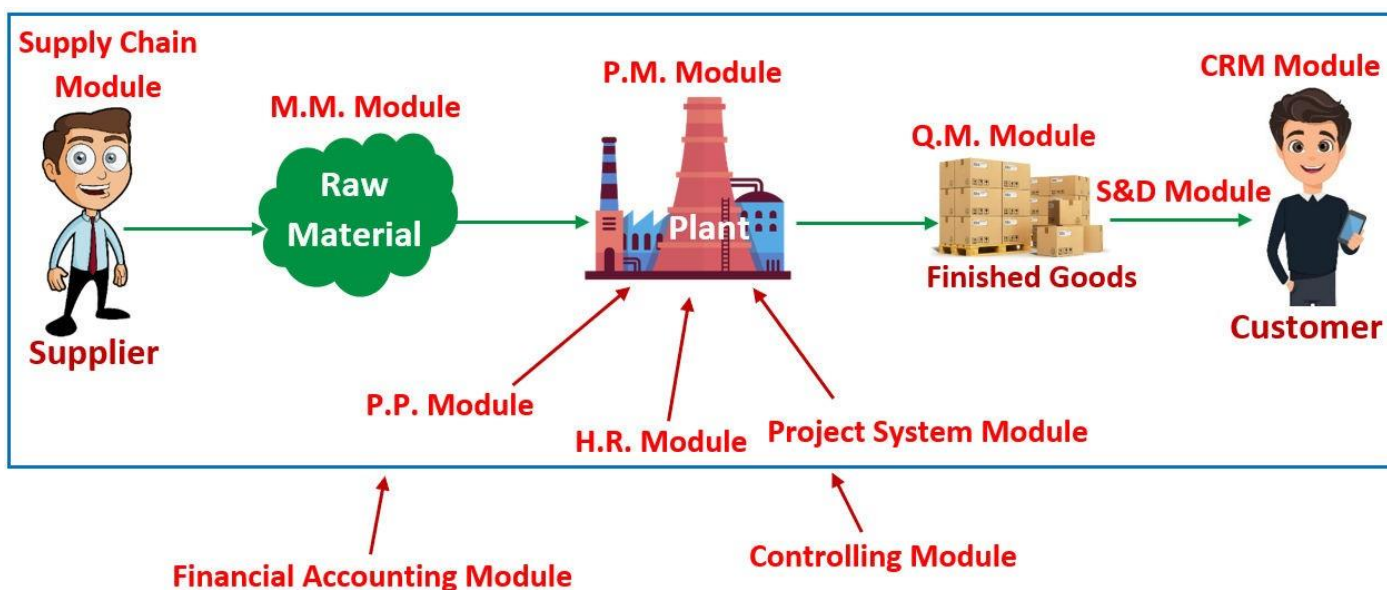 Supply Chain
Module
Supplier
M.M. Module
Raw
Material
P.M. Module
Plant
Q.M. Module
Finished Goods
S&D Module
CRM Module
Customer
P.P. Module
H.R. Module
Project System Module
Financial Accounting Module
Controlling Module